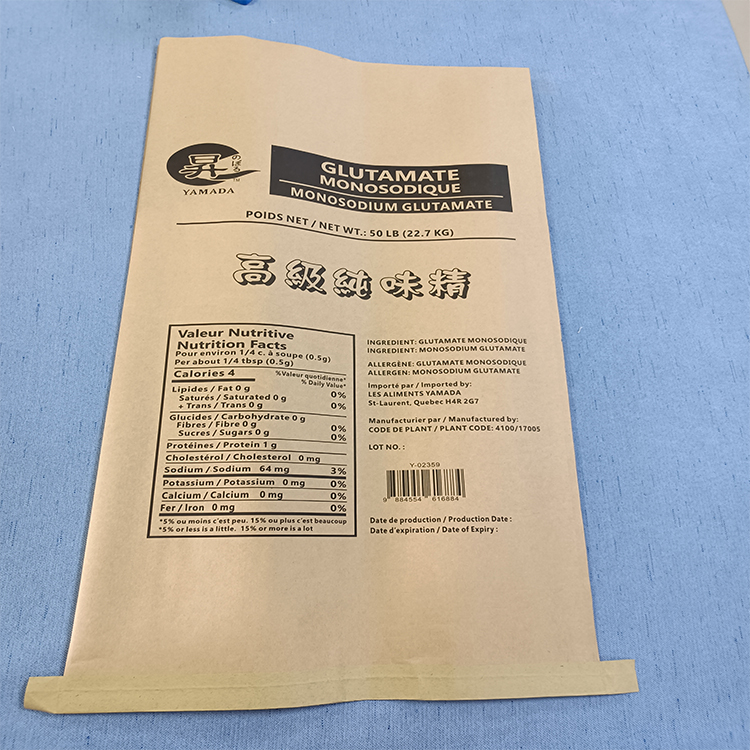 昇
のぼる
YAMADA
TM
GLUTAMATE
MONOSODIQUE
MONOSODIUM GLUTAMATE
POIDS NET / NET WT.: 50 LB (22.7 KG)
高級純味精
Valeur Nutritive
Nutrition Facts
Pour environ 1/4 c. à soupe (0.5g)
Per about 1/4 tbsp (0.5g)
Calories 4
%Valeur quotidienne*
% Daily Value*
Lipides / Fat 0 g 0%
Saturés / Saturated 0 g
+ Trans / Trans 0 g 0%
Glucides / Carbohydrate 0 g
Fibres / Fibre 0 g 0%
Sucres / Sugars 0 g 0%
Protéines / Protein 1 g
Cholestérol / Cholesterol 0 mg
Sodium / Sodium 64 mg 3%
Potassium / Potassium 0 mg 0%
Calcium / Calcium 0 mg 0%
Fer / Iron 0 mg 0%
*5% ou moins c'est peu. 15% ou plus c'est beaucoup
*5% or less is a little. 15% or more is a lot
INGREDIENT: GLUTAMATE MONOSODIQUE
INGREDIENT: MONOSODIUM GLUTAMATE
ALLERGÈNE: GLUTAMATE MONOSODIQUE
ALLERGEN: MONOSODIUM GLUTAMATE
Importé par / Imported by:
LES ALIMENTS YAMADA
St-Laurent, Quebec H4R 2G7
Manufacturier par / Manufactured by:
CODE DE PLANT / PLANT CODE: 4100/17005
LOT NO. :
Y-02359
9 884554 616884
Date de production / Production Date :
Date d'expiration / Date of Expiry :